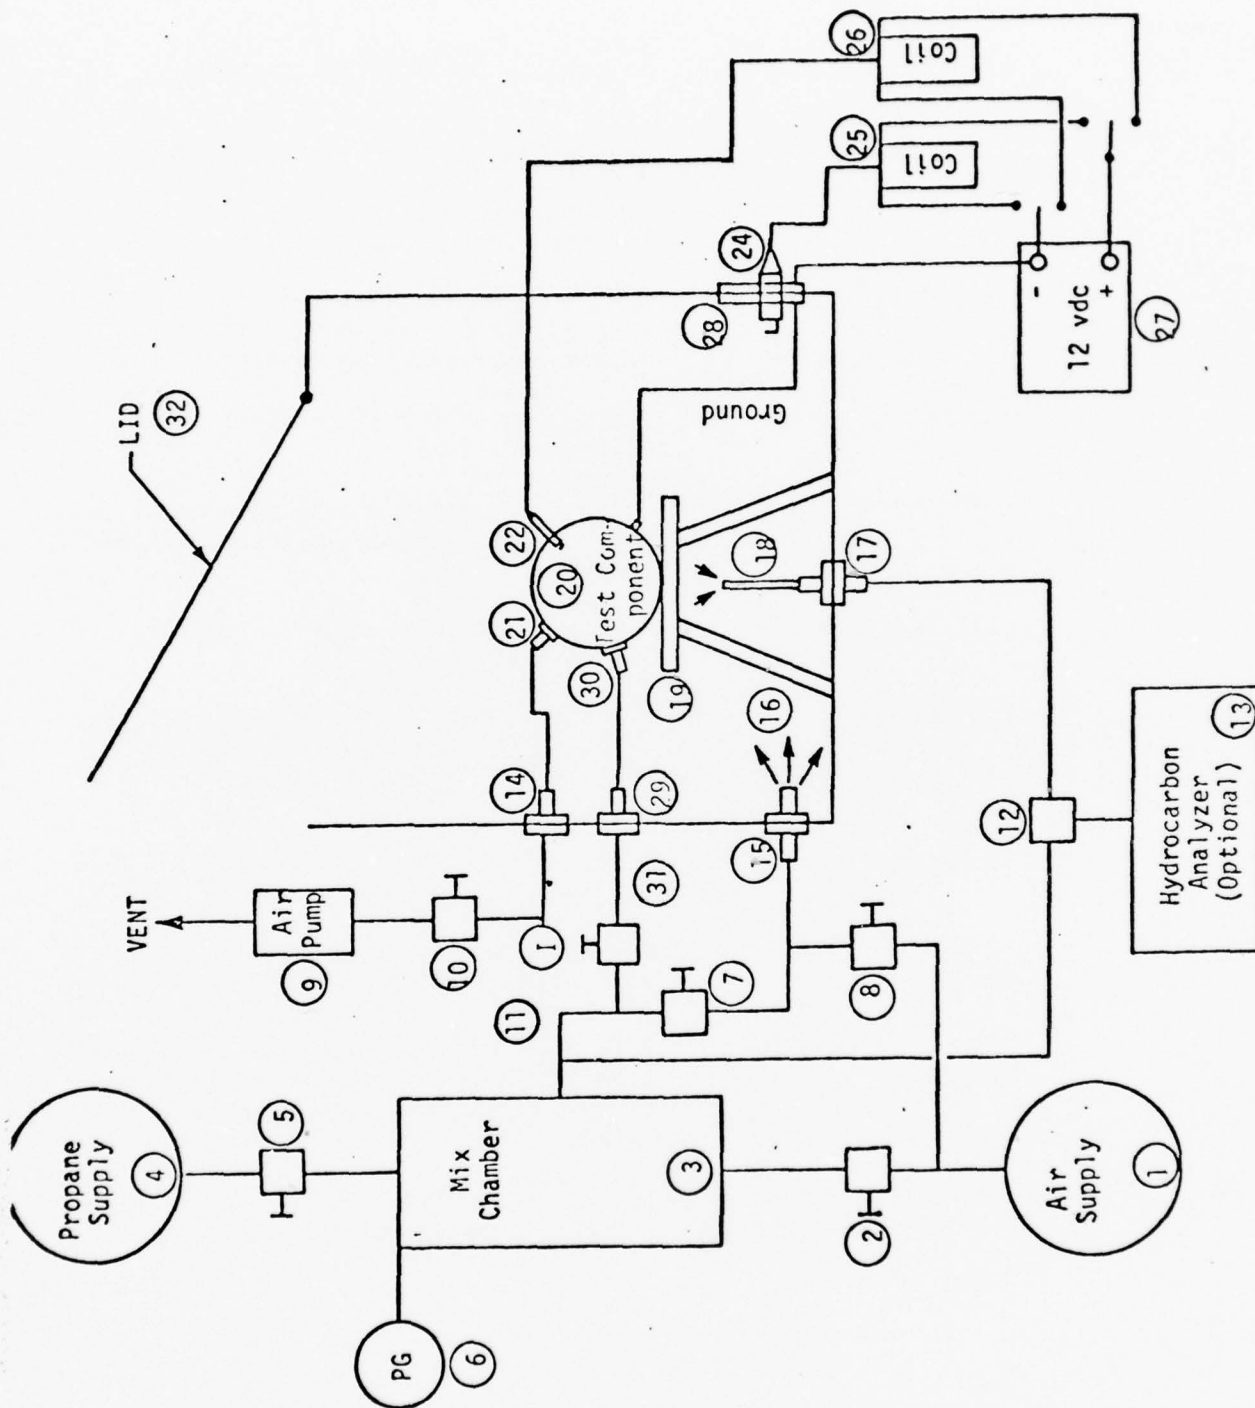 LID
32
26
Coil
25
Coil
24
28
12 vdc
-
+
27
Ground
22
20
Test Com-
ponent
21
30
19
18
17
16
14
29
15
31
VENT
Air
Pump
9
10
I
11
7
8
12
Hydrocarbon
Analyzer
(Optional)
13
Propane
Supply
4
5
Mix
Chamber
3
PG
6
2
Air
Supply
1